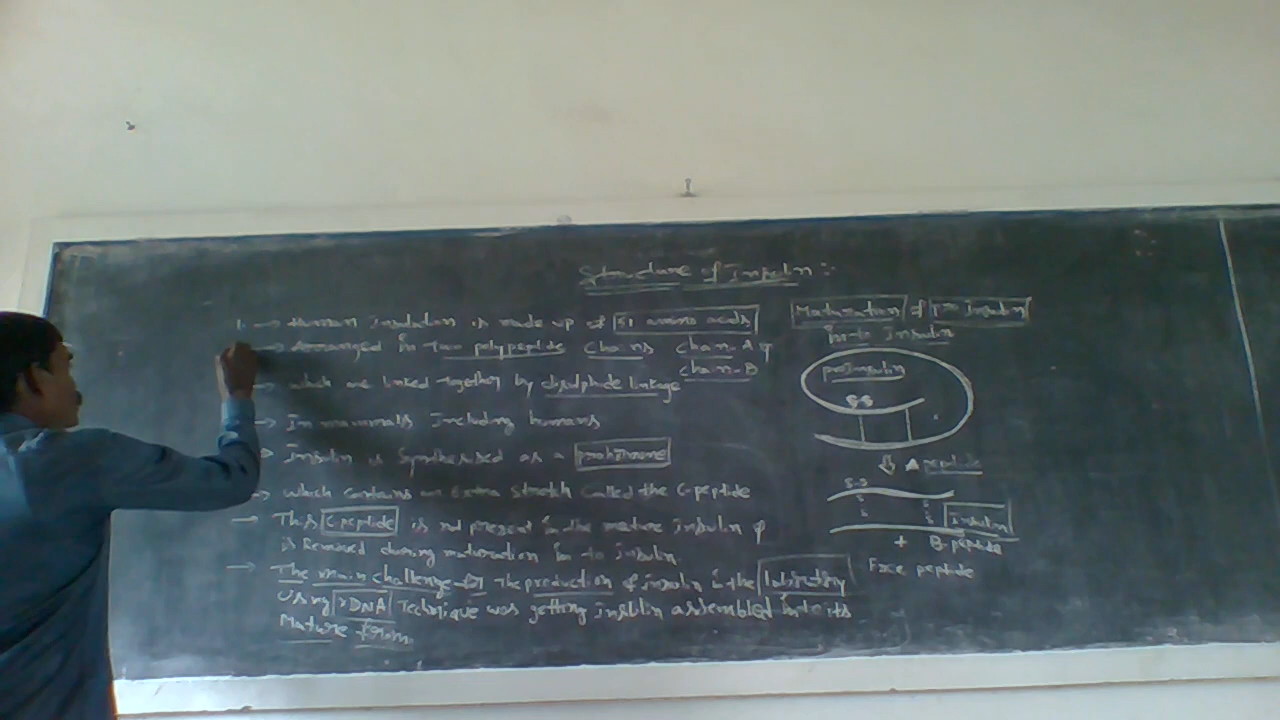 Structure of Insulin :-
1. → Human Insulin is made up of 51 amino acids
→ Arranged in Two polypeptide chains chain-A &
chain-B
which are linked together by disulphide linkage
→ In mammals Including humans
→ Insulin is Synthesised as a prohormone
→ which contains an Extra stretch called the C-peptide
→ This C-peptide is not present in the mature insulin &
is Removed during maturation in to insulin
→ The main challenge the production of insulin in the laboratory
Using rDNA Technique was getting insulin assembled into its
Mature form
Maturation of pro Insulin
in-to Insulin
proinsulin
A peptide
S-S
insulin
+ B-peptide
Free peptide